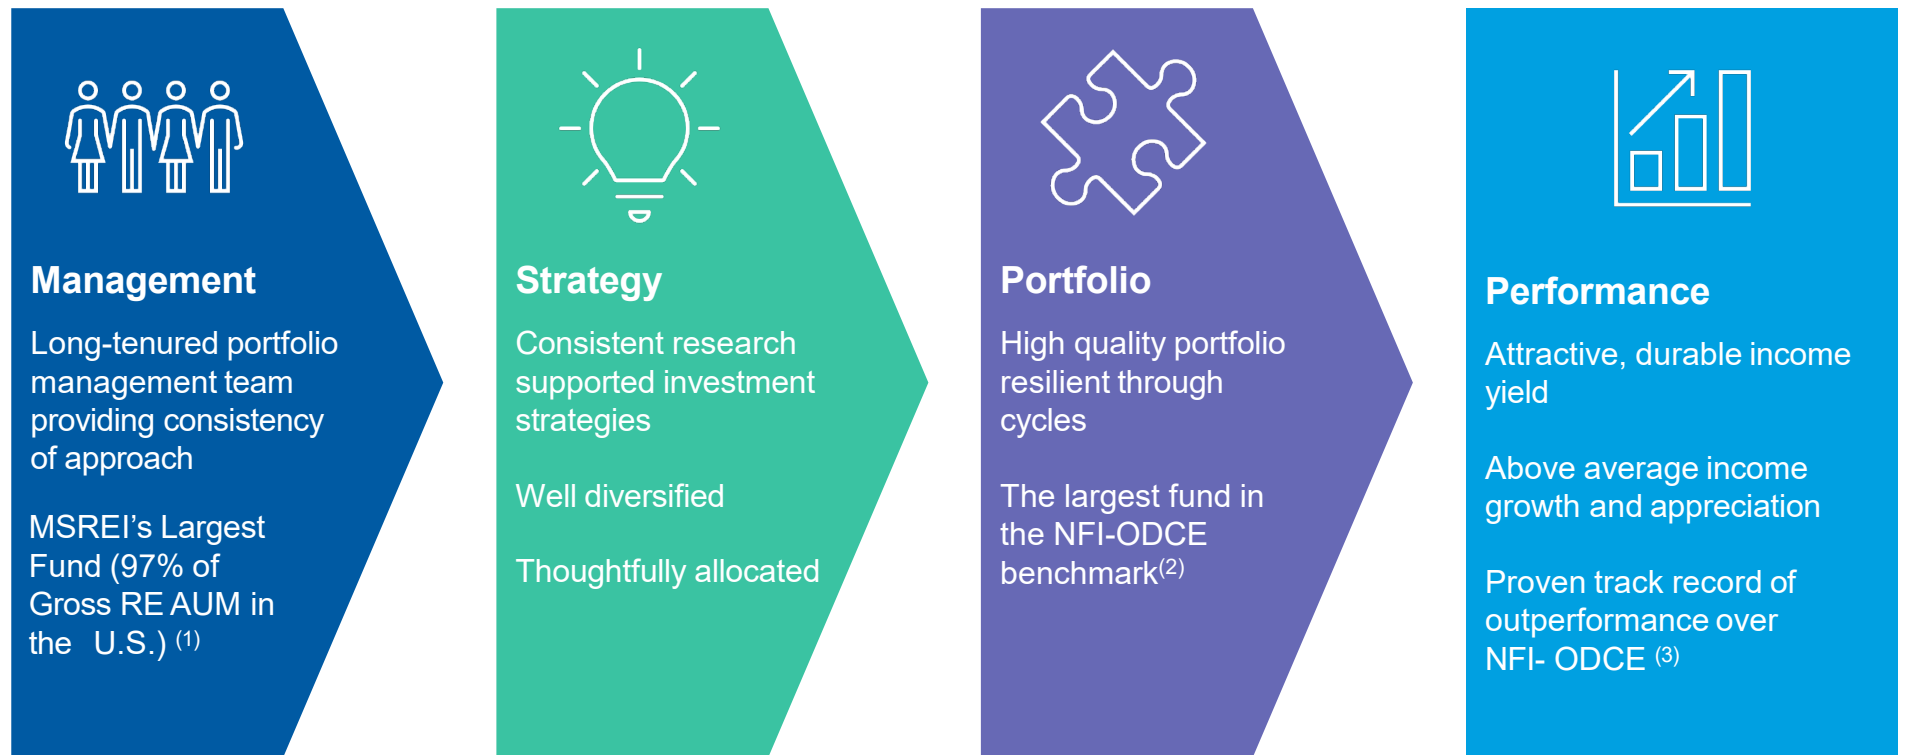 Management
Long-tenured portfolio
management team
providing consistency
of approach
MSREI’s Largest
Fund (97% of
Gross RE AUM in
the U.S.) (1)
Strategy
Consistent research
supported investment
strategies
Well diversified
Thoughtfully allocated
Portfolio
High quality portfolio
resilient through
cycles
The largest fund in
the NFI-ODCE
benchmark(2)
Performance
Attractive, durable income
yield
Above average income
growth and appreciation
Proven track record of
outperformance over
NFI- ODCE (3)